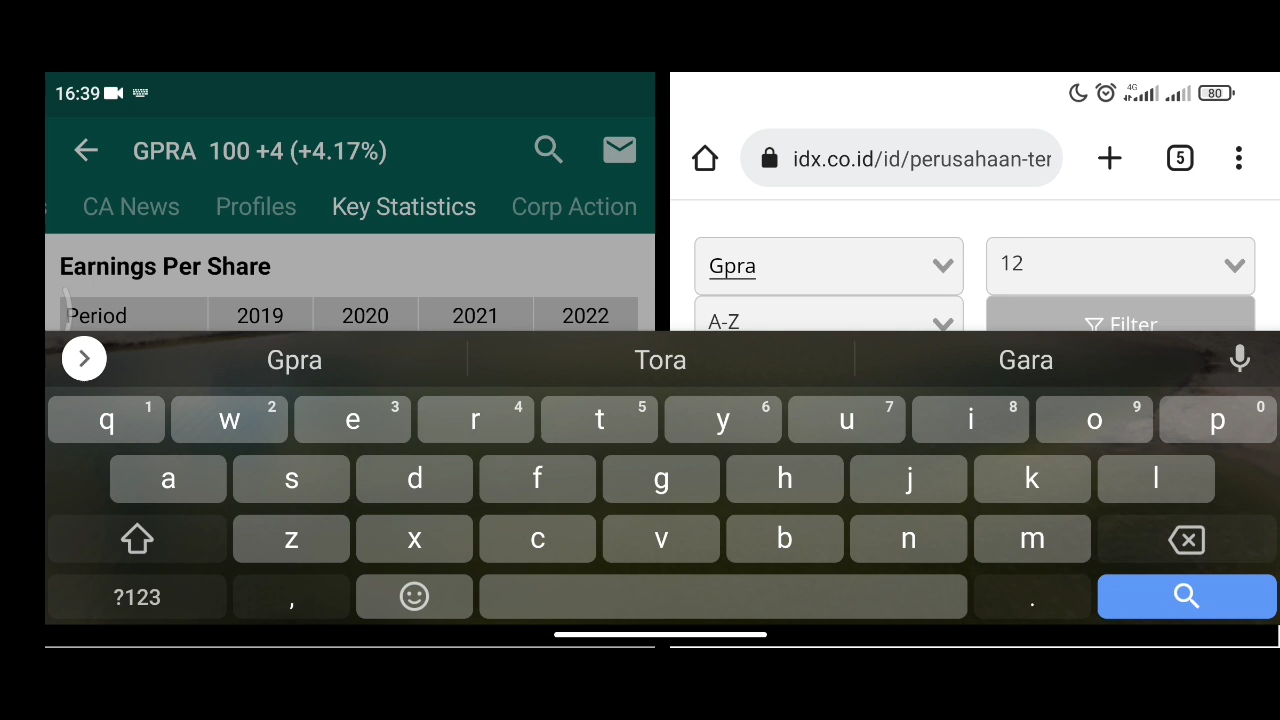 16:39
GPRA 100 +4 (+4.17%)
CA News Profiles Key Statistics Corp Action
Earnings Per Share
Period 2019 2020 2021 2022
4G 80
idx.co.id/id/perusahaan-ter
5
Gpra 12
A-Z Filter
Gpra Tora Gara
q 1 w 2 e 3 r 4 t 5 y 6 u 7 i 8 o 9 p 0
a s d f g h j k l
z x c v b n m
?123 , .